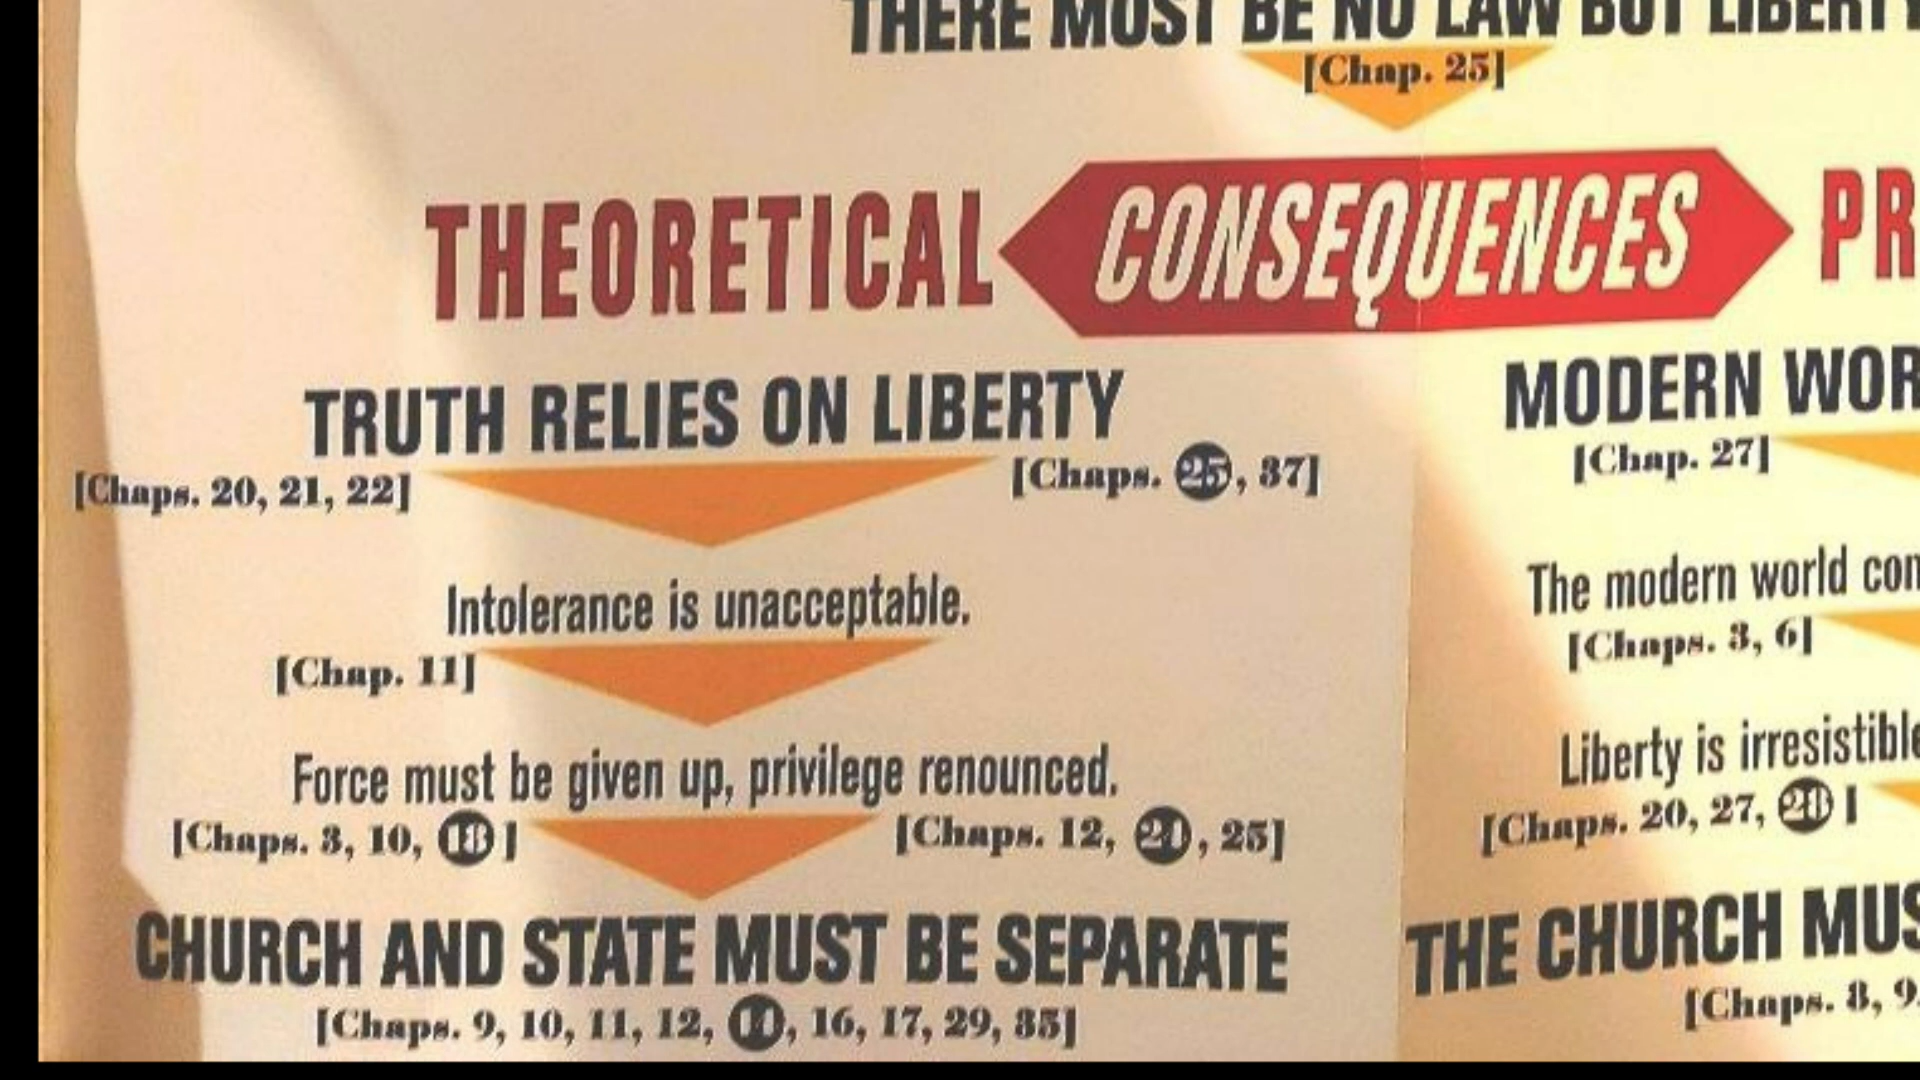 THERE MUST BE NO LAW BUT LIBERTY
[Chap. 25]
THEORETICAL CONSEQUENCES PR
TRUTH RELIES ON LIBERTY
[Chaps. 20, 21, 22] [Chaps. 25, 37]
Intolerance is unacceptable.
[Chap. 11]
Force must be given up, privilege renounced.
[Chaps. 3, 10, ] [Chaps. 12, , 25]
CHURCH AND STATE MUST BE SEPARATE
[Chaps. 9, 10, 11, 12, , 16, 17, 29, 35]
MODERN WOR
[Chap. 27]
The modern world con
[Chaps. 3, 6]
Liberty is irresistible
[Chaps. 20, 27, ]
THE CHURCH MUS
[Chaps. 8, 9,